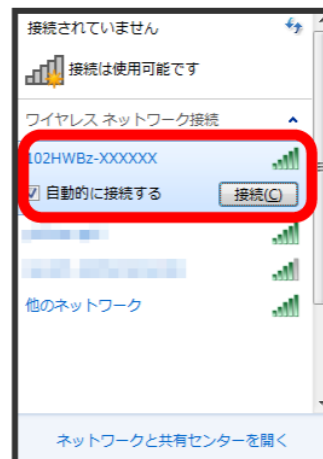 接続されていません
接続は使用可能です
ワイヤレス ネットワーク接続
102HWBz-XXXXXX
自動的に接続する
接続(C)
他のネットワーク
ネットワークと共有センターを開く